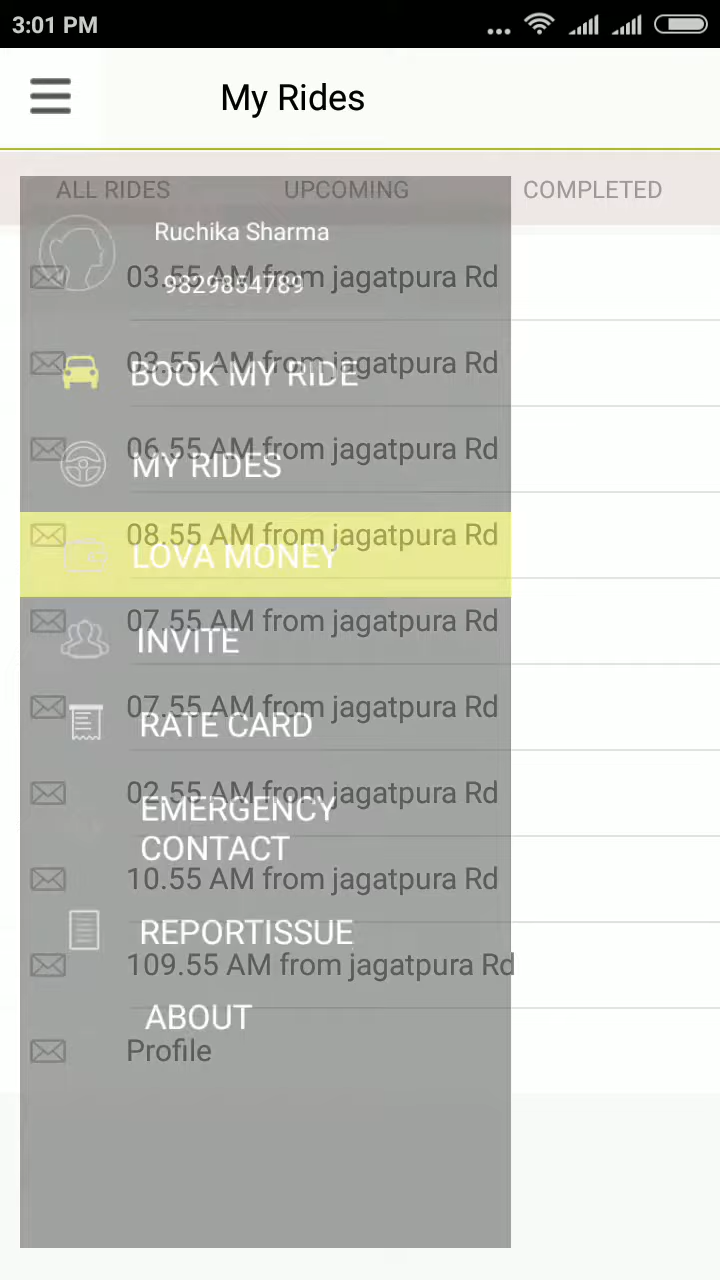 3:01 PM
My Rides
ALL RIDES UPCOMING COMPLETED
Ruchika Sharma
03.55 AM from jagatpura Rd
9829854789
03.55 AM from jagatpura Rd
BOOK MY RIDE
06.55 AM from jagatpura Rd
MY RIDES
08.55 AM from jagatpura Rd
LOVA MONEY
07.55 AM from jagatpura Rd
INVITE
07.55 AM from jagatpura Rd
RATE CARD
02.55 AM from jagatpura Rd
EMERGENCY
CONTACT
10.55 AM from jagatpura Rd
REPORTISSUE
109.55 AM from jagatpura Rd
ABOUT
Profile